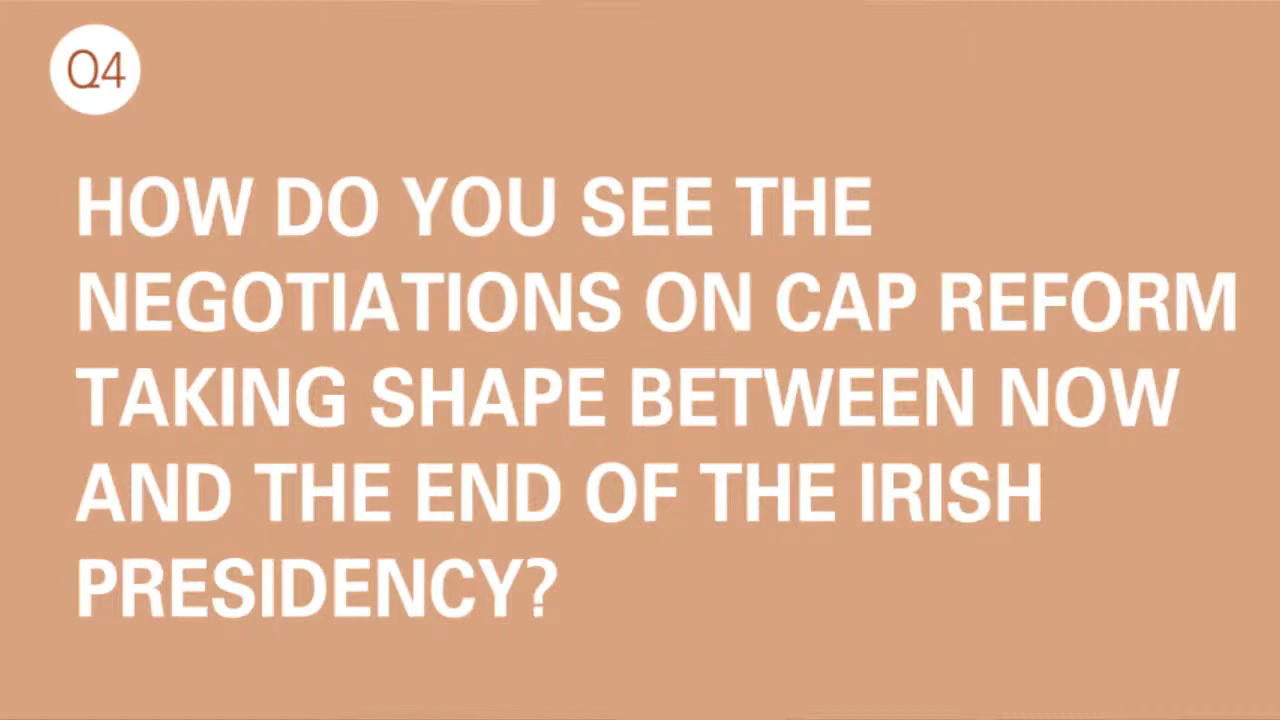 Q4
HOW DO YOU SEE THE
NEGOTIATIONS ON CAP REFORM
TAKING SHAPE BETWEEN NOW
AND THE END OF THE IRISH
PRESIDENCY?